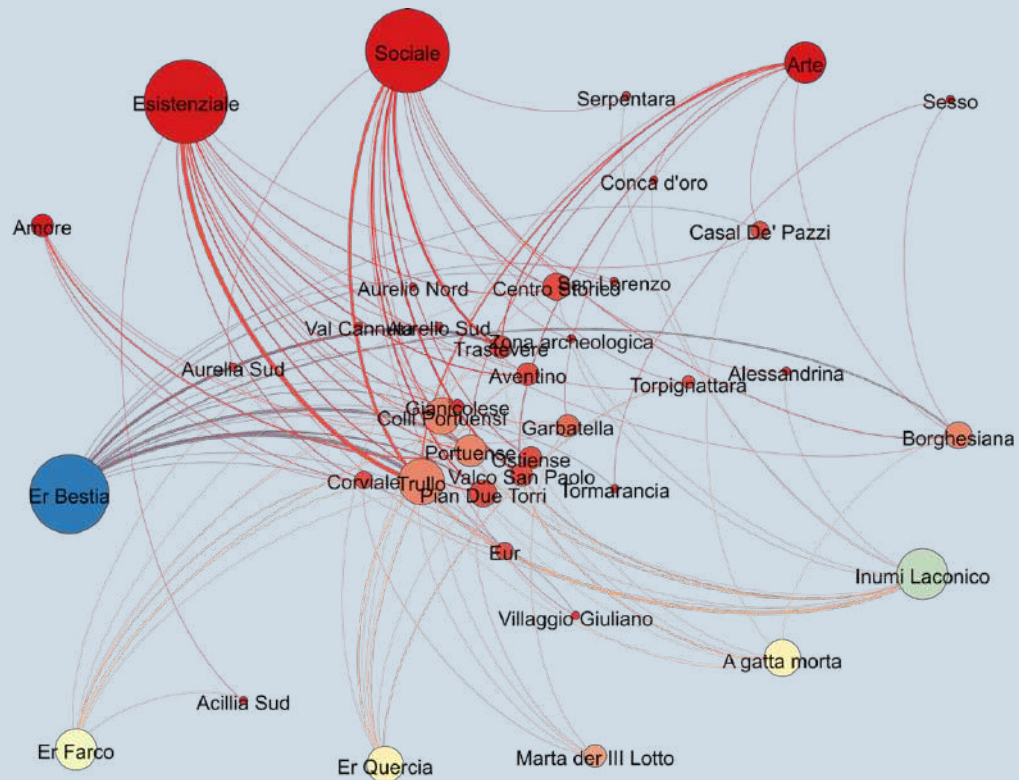 Sociale
Arte
Esistenziale
Serpentara
Sesso
Conca d'oro
Amore
Casal De' Pazzi
Aurelio Nord
Centro Storico
San Lorenzo
Val Cannuta
Aurelio Sud
Zona archeologica
Trastevere
Aurelia Sud
Aventino
Torpignattara
Alessandrina
Gianicolese
Colli Portuensi
Garbatella
Borghesiana
Portuense
Ostiense
Corviale
Trullo
Valco San Paolo
Pian Due Torri
Tormarancia
Er Bestia
Eur
Inumi Laconico
Villaggio Giuliano
A gatta morta
Acillia Sud
Er Farco
Er Quercia
Marta der III Lotto